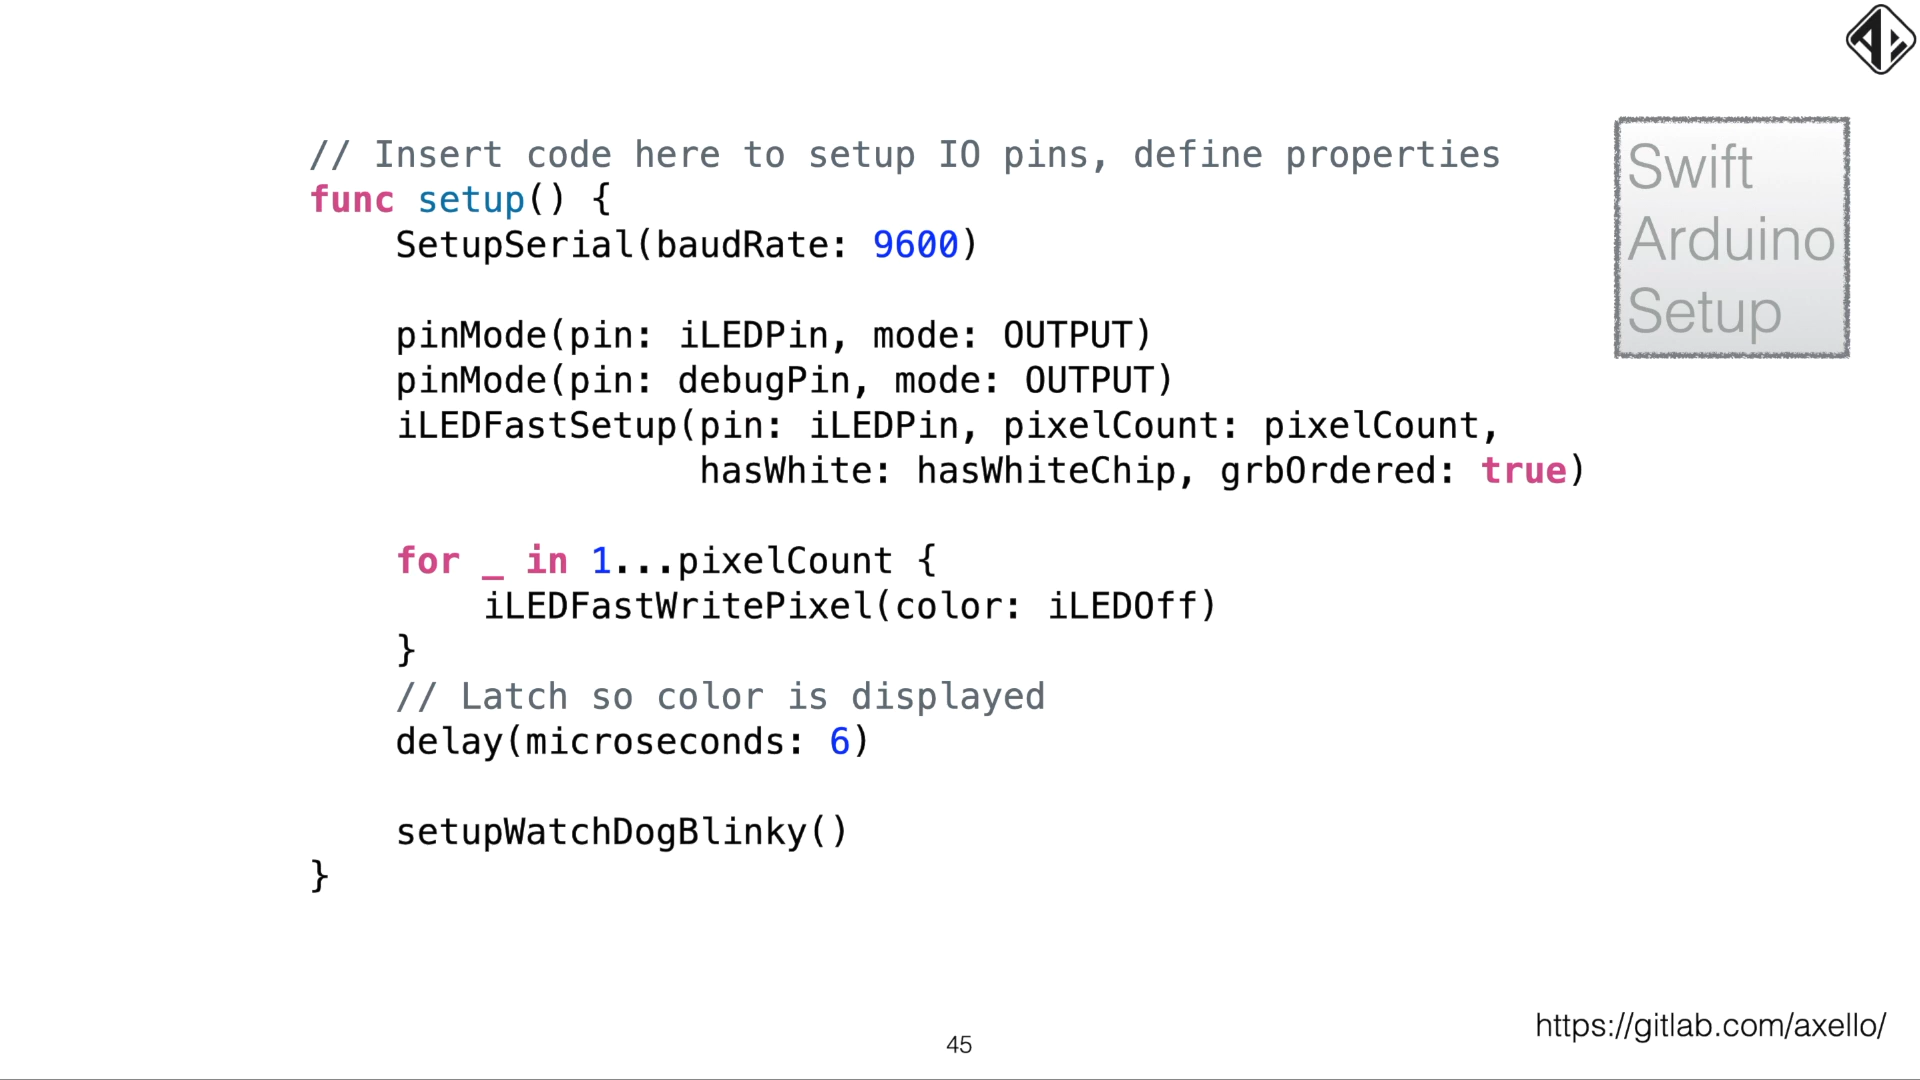 // Insert code here to setup IO pins, define properties
func setup() {
    SetupSerial(baudRate: 9600)

    pinMode(pin: iLEDPin, mode: OUTPUT)
    pinMode(pin: debugPin, mode: OUTPUT)
    iLEDFastSetup(pin: iLEDPin, pixelCount: pixelCount,
                  hasWhite: hasWhiteChip, grbOrdered: true)

    for _ in 1...pixelCount {
        iLEDFastWritePixel(color: iLEDOff)
    }
    // Latch so color is displayed
    delay(microseconds: 6)

    setupWatchDogBlinky()
}
Swift
Arduino
Setup
45
https://gitlab.com/axello/